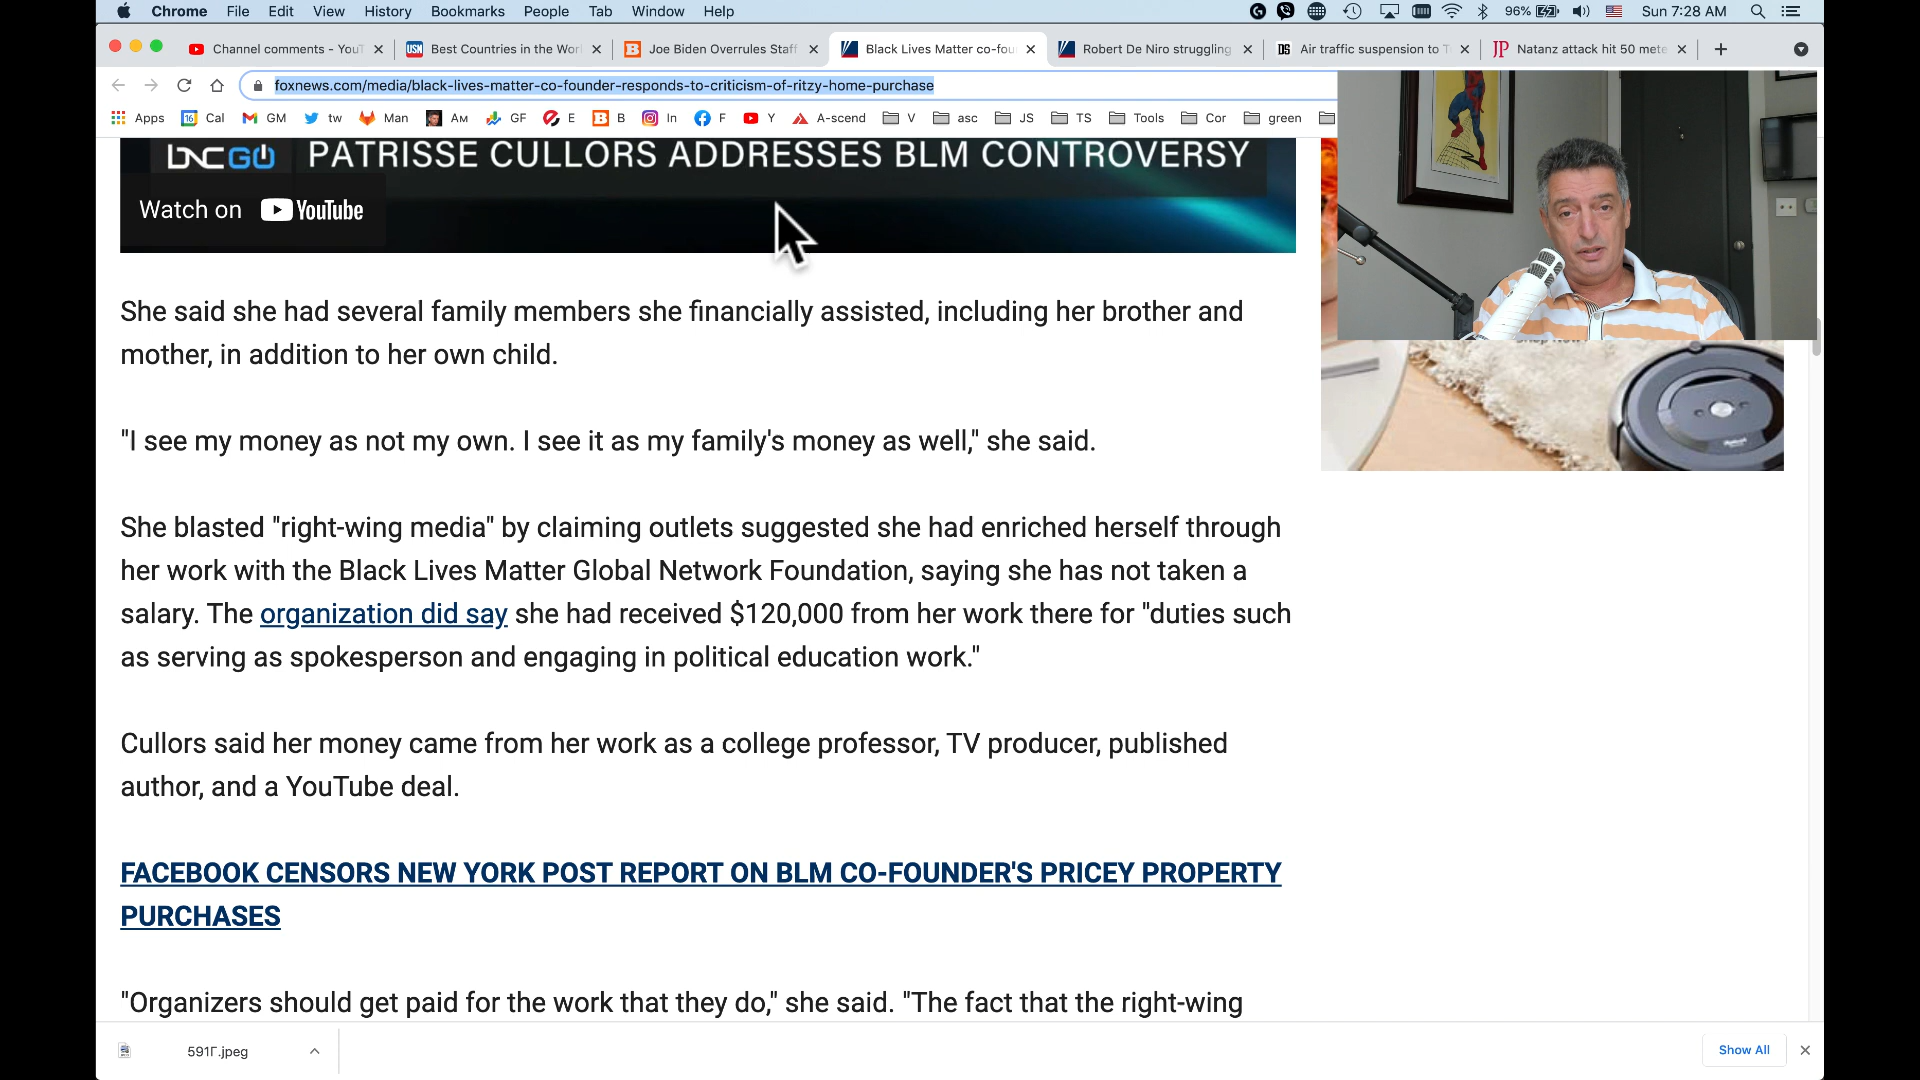 Chrome File Edit View History Bookmarks People Tab Window Help 96% Sun 7:28 AM
Channel comments - YouT Best Countries in the Worl Joe Biden Overrules Staff Black Lives Matter co-fou Robert De Niro struggling Air traffic suspension to T Natanz attack hit 50 mete
foxnews.com/media/black-lives-matter-co-founder-responds-to-criticism-of-ritzy-home-purchase
Apps Cal GM tw Man AM GF E B In F Y A-scend V asc JS TS Tools Cor green
BNC GO PATRISSE CULLORS ADDRESSES BLM CONTROVERSY
Watch on YouTube
She said she had several family members she financially assisted, including her brother and
mother, in addition to her own child.
"I see my money as not my own. I see it as my family's money as well," she said.
She blasted "right-wing media" by claiming outlets suggested she had enriched herself through
her work with the Black Lives Matter Global Network Foundation, saying she has not taken a
salary. The organization did say she had received $120,000 from her work there for "duties such
as serving as spokesperson and engaging in political education work."
Cullors said her money came from her work as a college professor, TV producer, published
author, and a YouTube deal.
FACEBOOK CENSORS NEW YORK POST REPORT ON BLM CO-FOUNDER'S PRICEY PROPERTY
PURCHASES
"Organizers should get paid for the work that they do," she said. "The fact that the right-wing
591Г.jpeg Show All